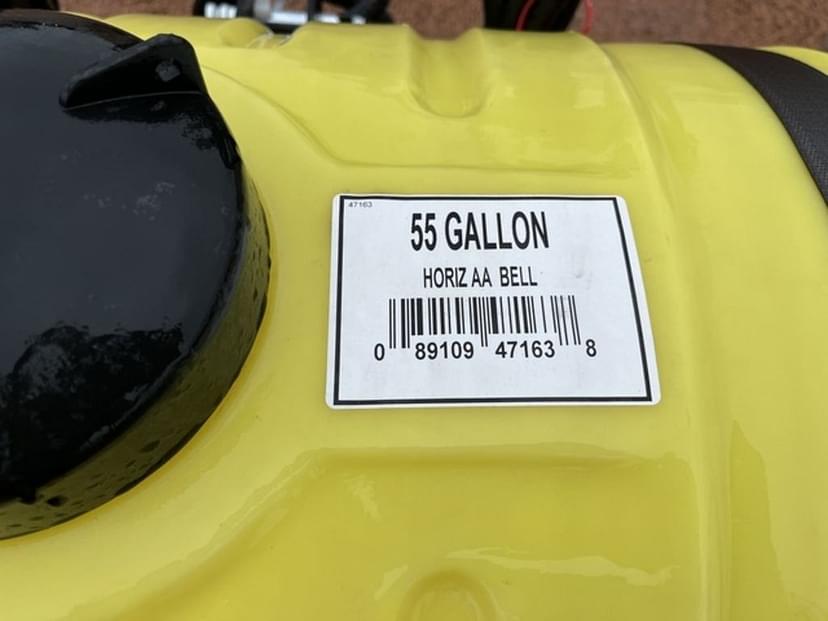 47163
55 GALLON
HORIZ AA BELL
0 89109 47163 8